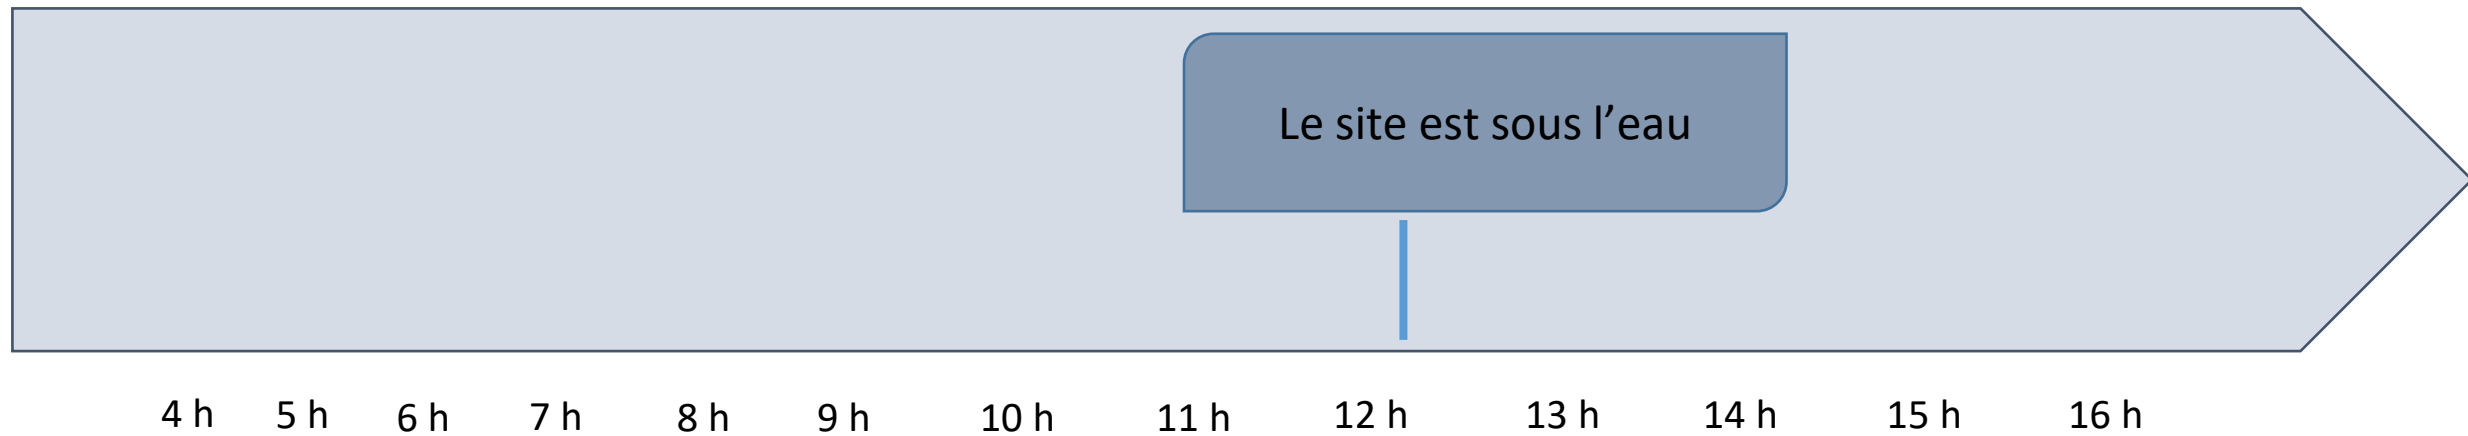 Le site est sous l’eau
4 h 5 h 6 h 7 h 8 h 9 h 10 h 11 h 12 h 13 h 14 h 15 h 16 h